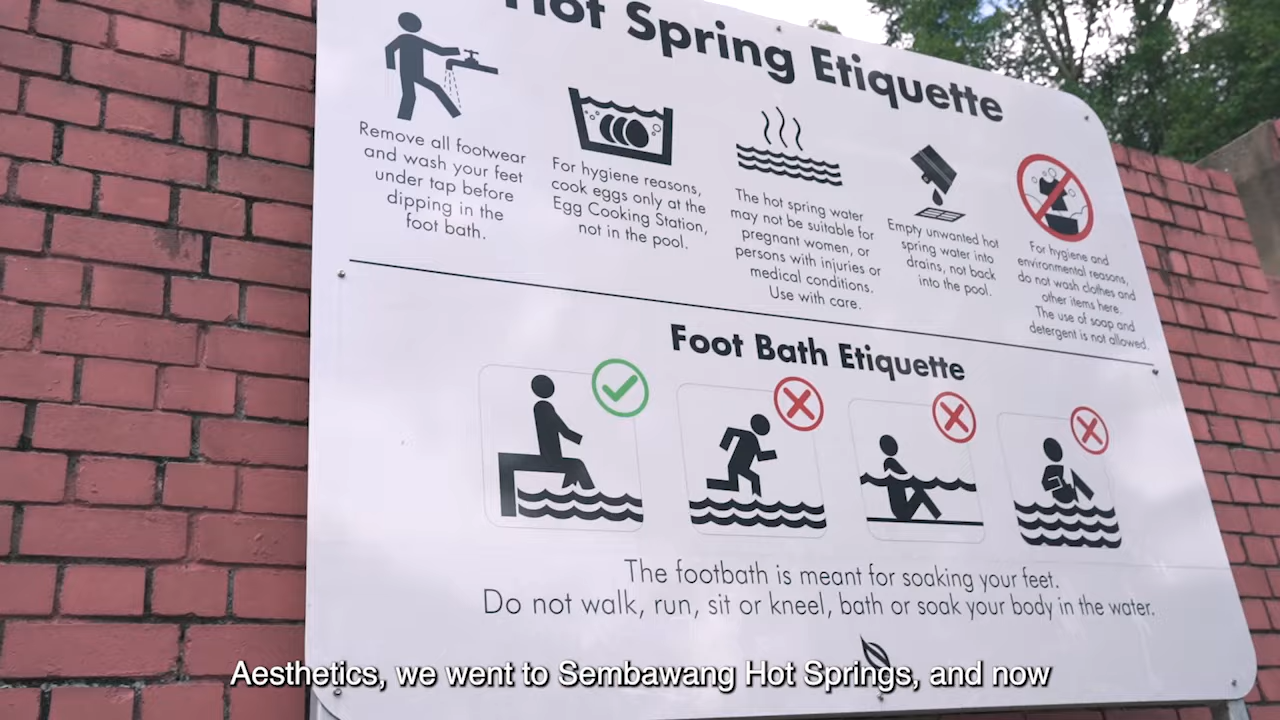 Hot Spring Etiquette
Remove all footwear
and wash your feet
under tap before
dipping in the
foot bath.
For hygiene reasons,
cook eggs only at the
Egg Cooking Station,
not in the pool.
The hot spring water
may not be suitable for
pregnant women, or
persons with injuries or
medical conditions.
Use with care.
Empty unwanted hot
spring water into
drains, not back
into the pool.
For hygiene and
environmental reasons,
do not wash clothes and
other items here.
The use of soap and
detergent is not allowed.
Foot Bath Etiquette
The footbath is meant for soaking your feet.
Do not walk, run, sit or kneel, bath or soak your body in the water.
Aesthetics, we went to Sembawang Hot Springs, and now